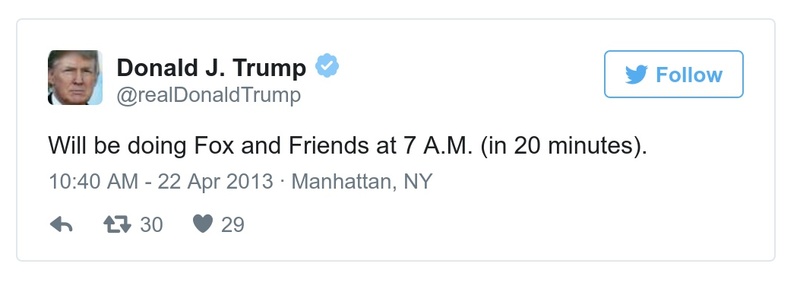 Donald J. Trump
@realDonaldTrump
Follow
Will be doing Fox and Friends at 7 A.M. (in 20 minutes).
10:40 AM - 22 Apr 2013 · Manhattan, NY
30 29